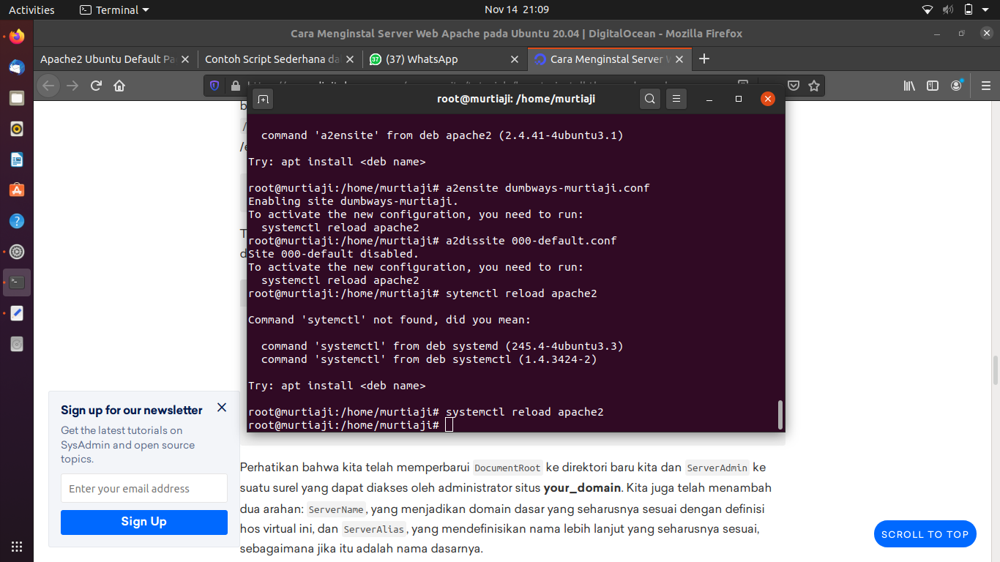 Activities
Terminal
Nov 14 21:09
Cara Menginstal Server Web Apache pada Ubuntu 20.04 | DigitalOcean - Mozilla Firefox
Apache2 Ubuntu Default Pa
Contoh Script Sederhana da
37
(37) WhatsApp
Cara Menginstal Server W
root@murtiaji: /home/murtiaji
command 'a2ensite' from deb apache2 (2.4.41-4ubuntu3.1)
Try: apt install <deb name>
root@murtiaji:/home/murtiaji# a2ensite dumbways-murtiaji.conf
Enabling site dumbways-murtiaji.
To activate the new configuration, you need to run:
systemctl reload apache2
root@murtiaji:/home/murtiaji# a2dissite 000-default.conf
Site 000-default disabled.
To activate the new configuration, you need to run:
systemctl reload apache2
root@murtiaji:/home/murtiaji# sytemctl reload apache2
Command 'sytemctl' not found, did you mean:
command 'systemctl' from deb systemd (245.4-4ubuntu3.3)
command 'systemctl' from deb systemctl (1.4.3424-2)
Try: apt install <deb name>
root@murtiaji:/home/murtiaji# systemctl reload apache2
root@murtiaji:/home/murtiaji#
Sign up for our newsletter
Get the latest tutorials on
SysAdmin and open source
topics.
Enter your email address
Sign Up
Perhatikan bahwa kita telah memperbarui DocumentRoot ke direktori baru kita dan ServerAdmin ke
suatu surel yang dapat diakses oleh administrator situs your_domain. Kita juga telah menambah
dua arahan: ServerName, yang menjadikan domain dasar yang seharusnya sesuai dengan definisi
hos virtual ini, dan ServerAlias, yang mendefinisikan nama lebih lanjut yang seharusnya sesuai,
sebagaimana jika itu adalah nama dasarnya.
SCROLL TO TOP